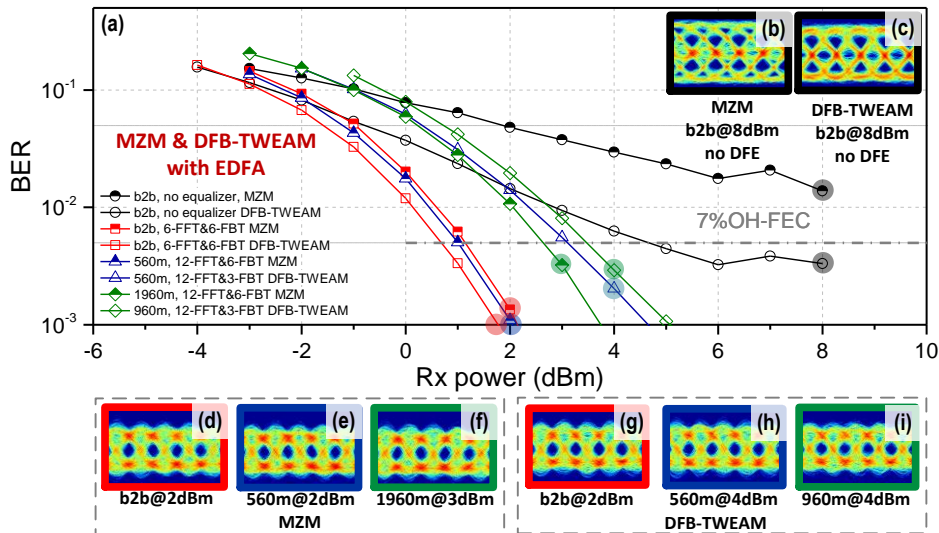 (a)
(b)
(c)
MZM
b2b@8dBm
no DFE
DFB-TWEAM
b2b@8dBm
no DFE
BER
10⁻¹
10⁻²
10⁻³
MZM & DFB-TWEAM
with EDFA
b2b, no equalizer, MZM
b2b, no equalizer DFB-TWEAM
b2b, 6-FFT&6-FBT MZM
b2b, 6-FFT&6-FBT DFB-TWEAM
560m, 12-FFT&6-FBT MZM
560m, 12-FFT&3-FBT DFB-TWEAM
1960m, 12-FFT&6-FBT MZM
960m, 12-FFT&3-FBT DFB-TWEAM
7%OH-FEC
-6 -4 -2 0 2 4 6 8 10
Rx power (dBm)
(d)
(e)
(f)
b2b@2dBm
560m@2dBm
1960m@3dBm
MZM
(g)
(h)
(i)
b2b@2dBm
560m@4dBm
960m@4dBm
DFB-TWEAM